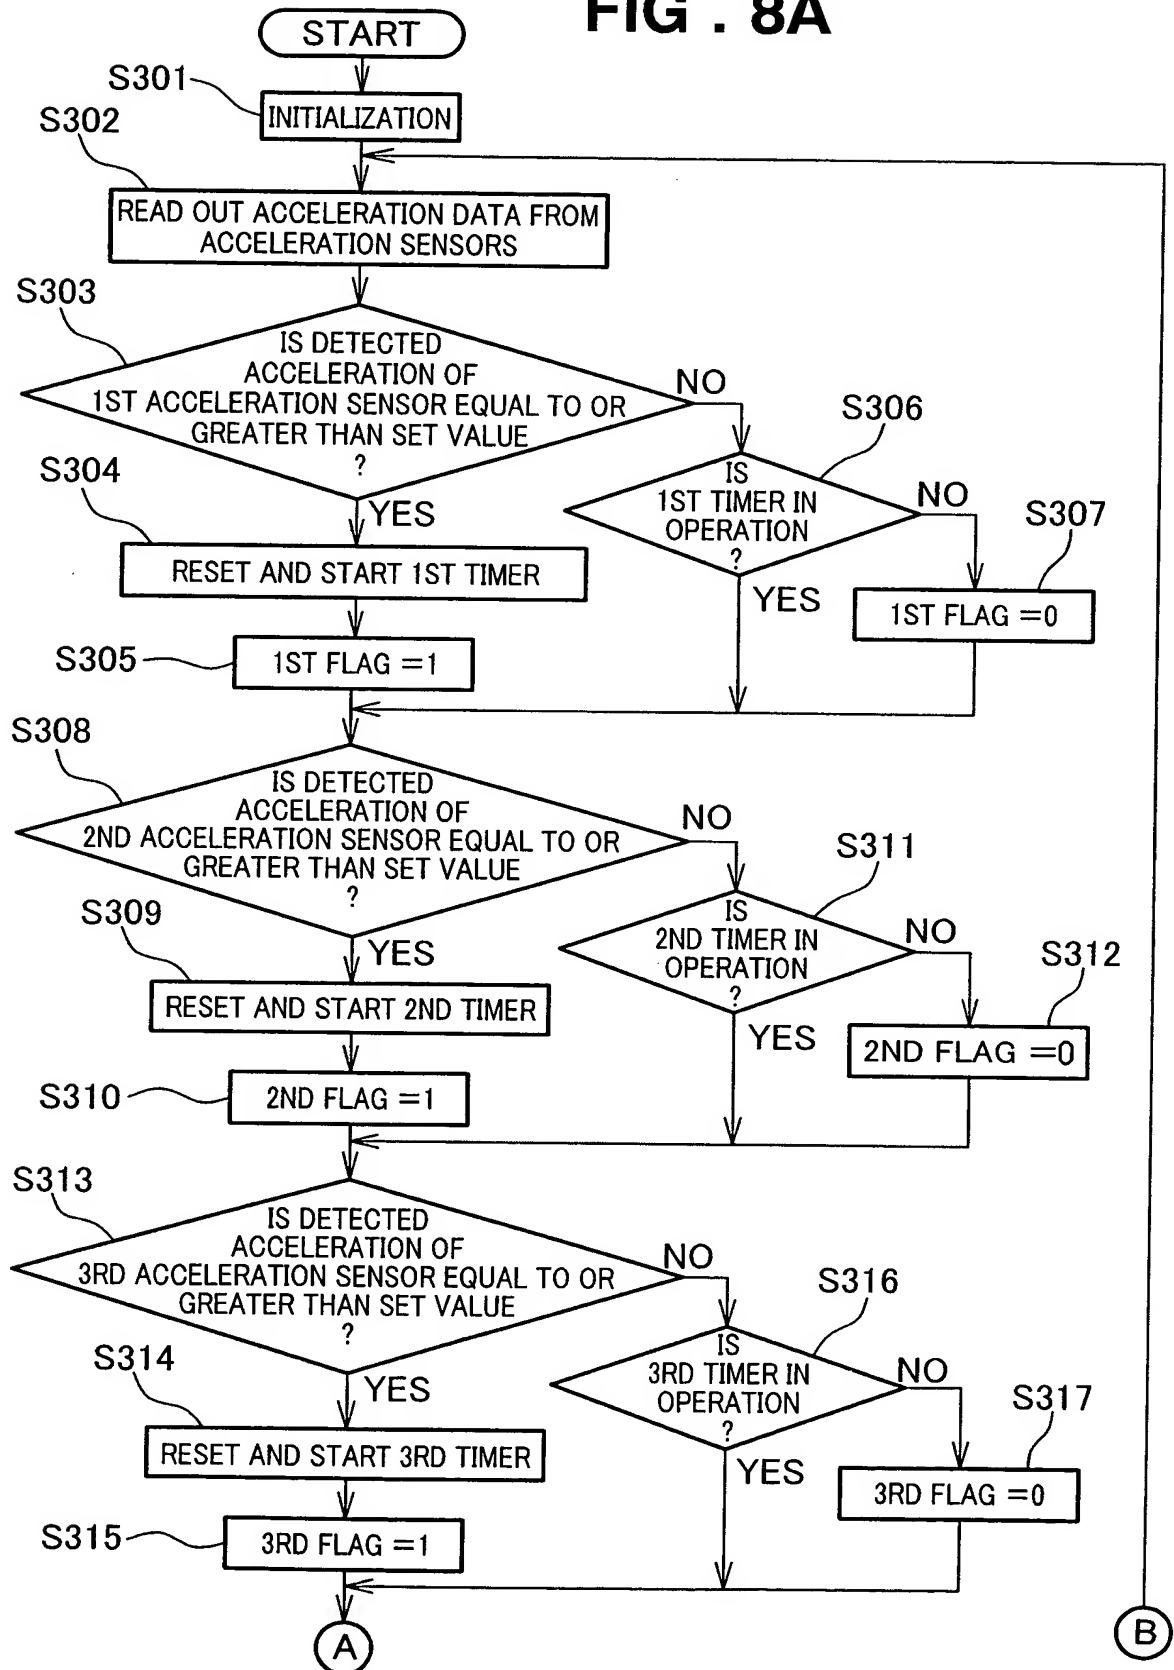 FIG . 8A
START
S301
INITIALIZATION
S302
READ OUT ACCELERATION DATA FROM
ACCELERATION SENSORS
S303
IS DETECTED
ACCELERATION OF
1ST ACCELERATION SENSOR EQUAL TO OR
GREATER THAN SET VALUE
?
NO
YES
S306
IS
1ST TIMER IN
OPERATION
?
NO
YES
S307
1ST FLAG =0
S304
RESET AND START 1ST TIMER
S305
1ST FLAG =1
S308
IS DETECTED
ACCELERATION OF
2ND ACCELERATION SENSOR EQUAL TO OR
GREATER THAN SET VALUE
?
NO
YES
S311
IS
2ND TIMER IN
OPERATION
?
NO
YES
S312
2ND FLAG =0
S309
RESET AND START 2ND TIMER
S310
2ND FLAG =1
S313
IS DETECTED
ACCELERATION OF
3RD ACCELERATION SENSOR EQUAL TO OR
GREATER THAN SET VALUE
?
NO
YES
S316
IS
3RD TIMER IN
OPERATION
?
NO
YES
S317
3RD FLAG =0
S314
RESET AND START 3RD TIMER
S315
3RD FLAG =1
A
B